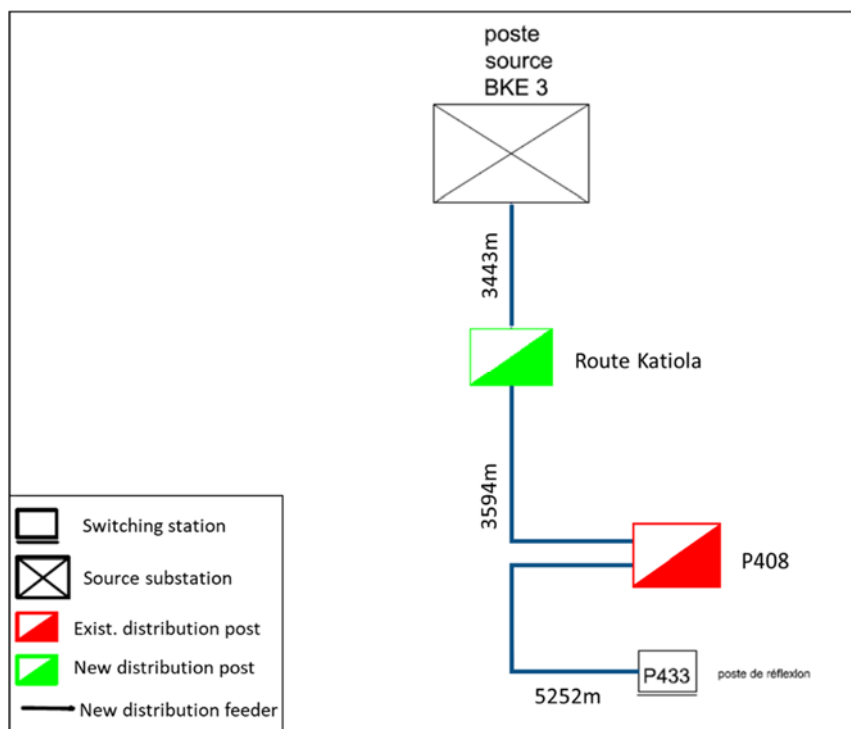 poste
source
BKE 3
3443m
Route Katiola
3594m
P408
P433
poste de réflexion
5252m
Switching station
Source substation
Exist. distribution post
New distribution post
New distribution feeder